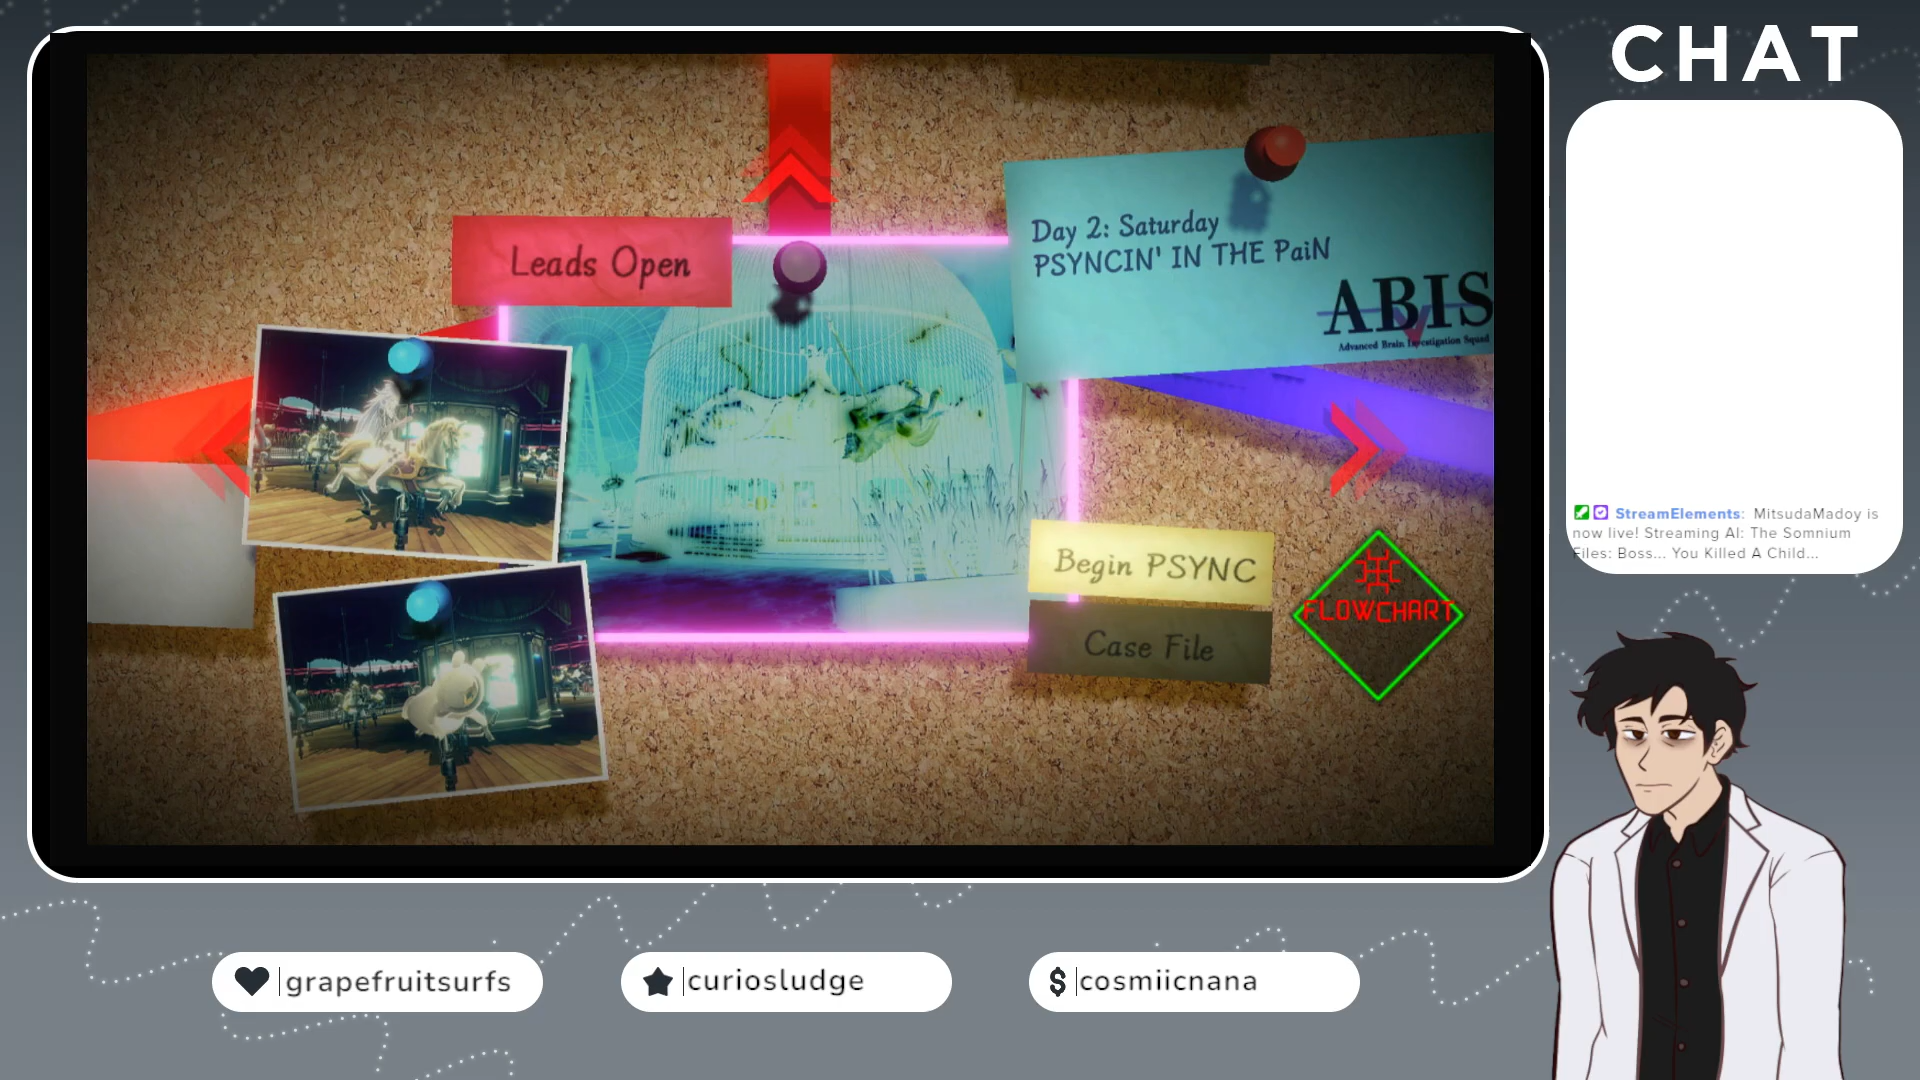 CHAT
Leads Open
Day 2: Saturday
PSYNCIN' IN THE PaiN
ABIS
Advanced Brain Investigation Squad
Begin PSYNC
Case File
FLOWCHART
StreamElements: MitsudaMadoy is
now live! Streaming AI: The Somnium
Files: Boss... You Killed A Child...
grapefruitsurfs
curiosludge
$ cosmiicnana